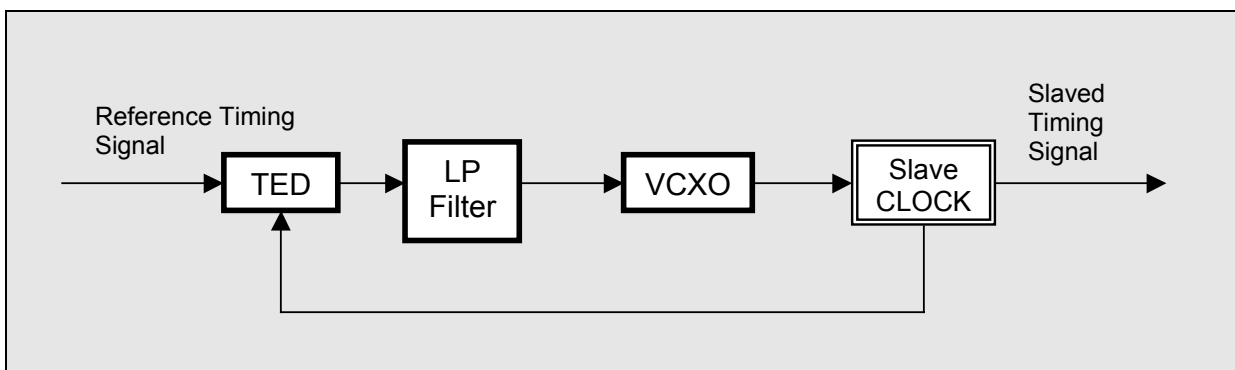 Reference Timing
Signal
TED
LP
Filter
VCXO
Slave
CLOCK
Slaved
Timing
Signal